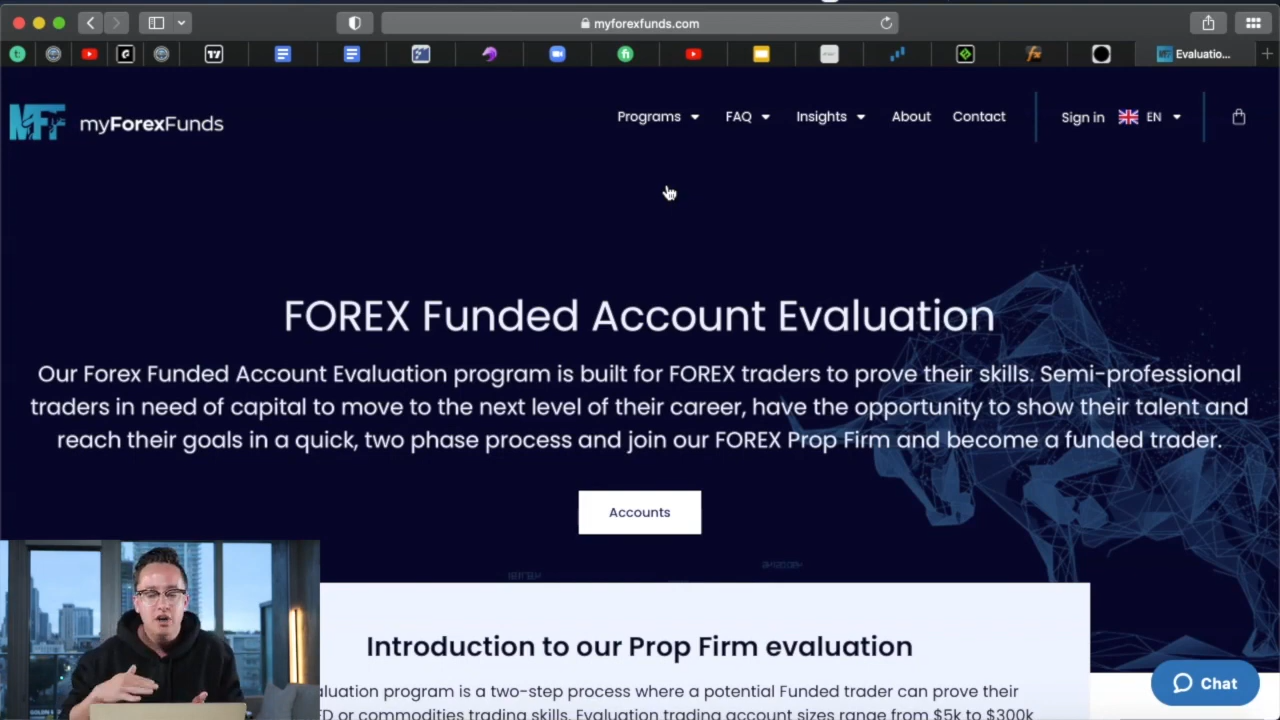 myforexfunds.com
Evaluatio...
MFF myForexFunds
Programs FAQ Insights About Contact Sign in EN
FOREX Funded Account Evaluation
Our Forex Funded Account Evaluation program is built for FOREX traders to prove their skills. Semi-professional
traders in need of capital to move to the next level of their career, have the opportunity to show their talent and
reach their goals in a quick, two phase process and join our FOREX Prop Firm and become a funded trader.
Accounts
Introduction to our Prop Firm evaluation
aluation program is a two-step process where a potential Funded trader can prove their
D or commodities trading skills. Evaluation trading account sizes range from $5k to $300k
Chat